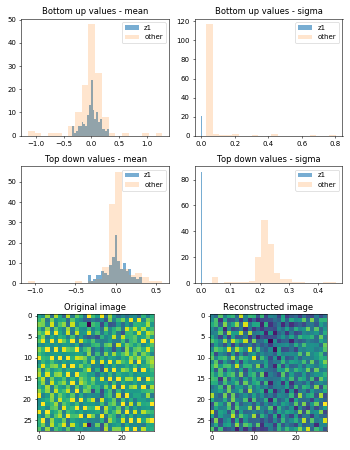 Bottom up values - mean
Bottom up values - sigma
50
40
30
20
10
0
z1
other
−1.0 −0.5 0.0 0.5 1.0
120
100
80
60
40
20
0
z1
other
0.0 0.2 0.4 0.6 0.8
Top down values - mean
Top down values - sigma
50
40
30
20
10
0
z1
other
−1.0 −0.5 0.0 0.5
80
60
40
20
0
z1
other
0.0 0.1 0.2 0.3 0.4
Original image
Reconstructed image
0
5
10
15
20
25
0 20
0
5
10
15
20
25
0 20